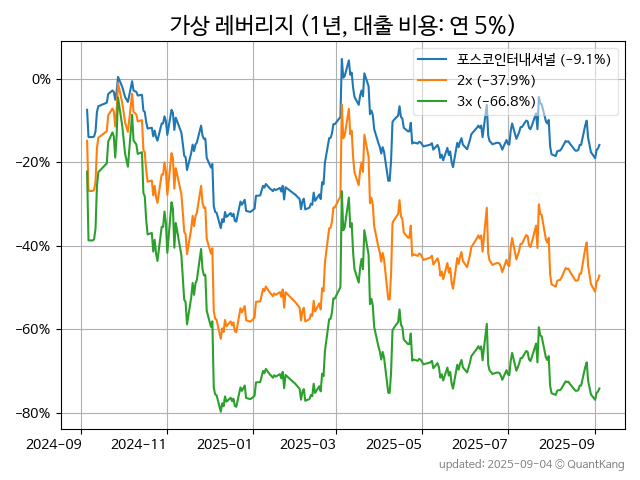 가상 레버리지 (1년, 대출 비용: 연 5%)
포스코인터내셔널 (−9.1%)
2x (−37.9%)
3x (−66.8%)
0%
−20%
−40%
−60%
−80%
2024-09 2024-11 2025-01 2025-03 2025-05 2025-07 2025-09
updated: 2025-09-04 © QuantKang